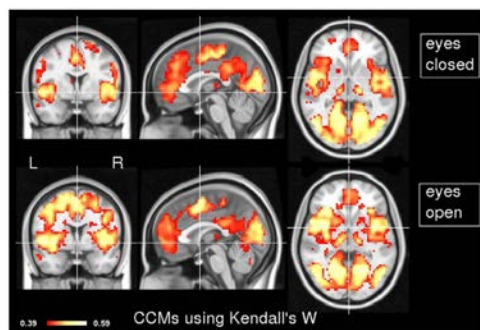 eyes
closed
L R
eyes
open
0.39 0.59
CCMs using Kendall's W